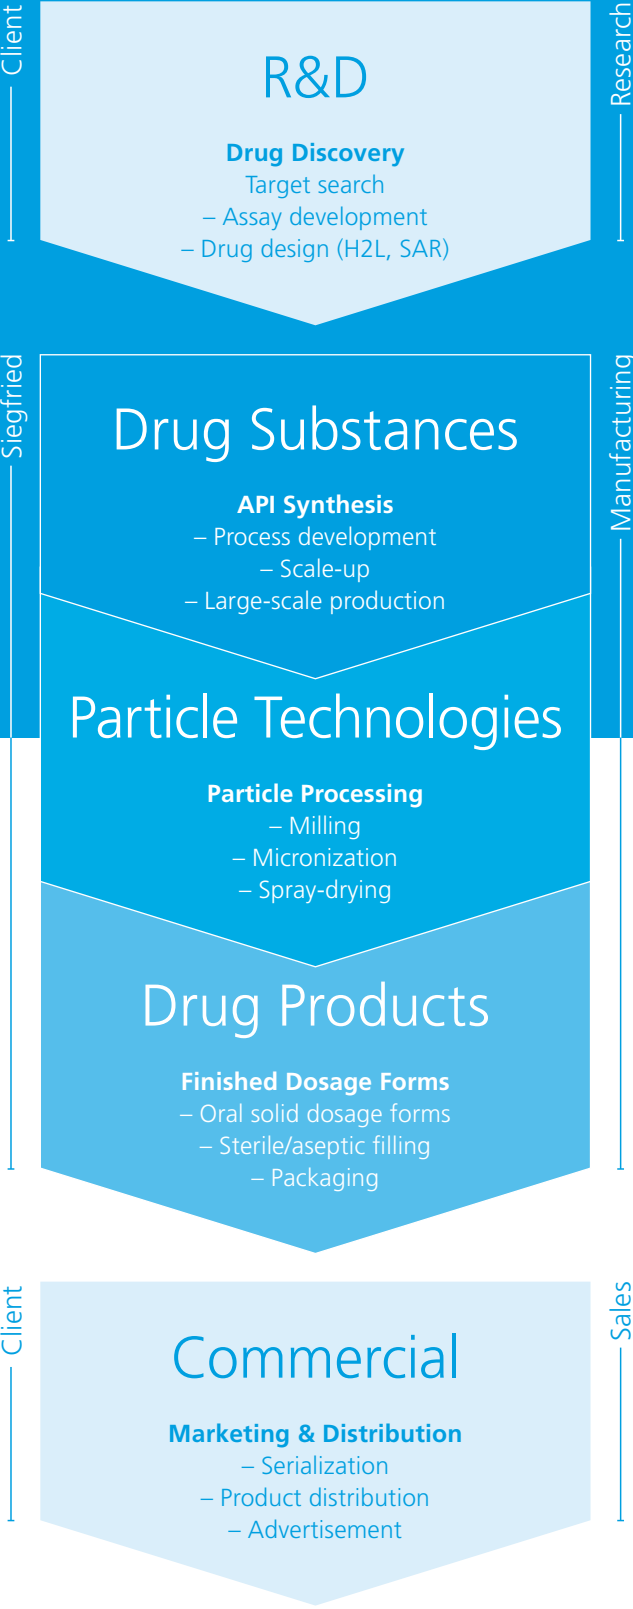 Client
Research
R&D
Drug Discovery
Target search
– Assay development
– Drug design (H2L, SAR)
Siegfried
Manufacturing
Drug Substances
API Synthesis
– Process development
– Scale-up
– Large-scale production
Particle Technologies
Particle Processing
– Milling
– Micronization
– Spray-drying
Drug Products
Finished Dosage Forms
– Oral solid dosage forms
– Sterile/aseptic filling
– Packaging
Client
Sales
Commercial
Marketing & Distribution
– Serialization
– Product distribution
– Advertisement